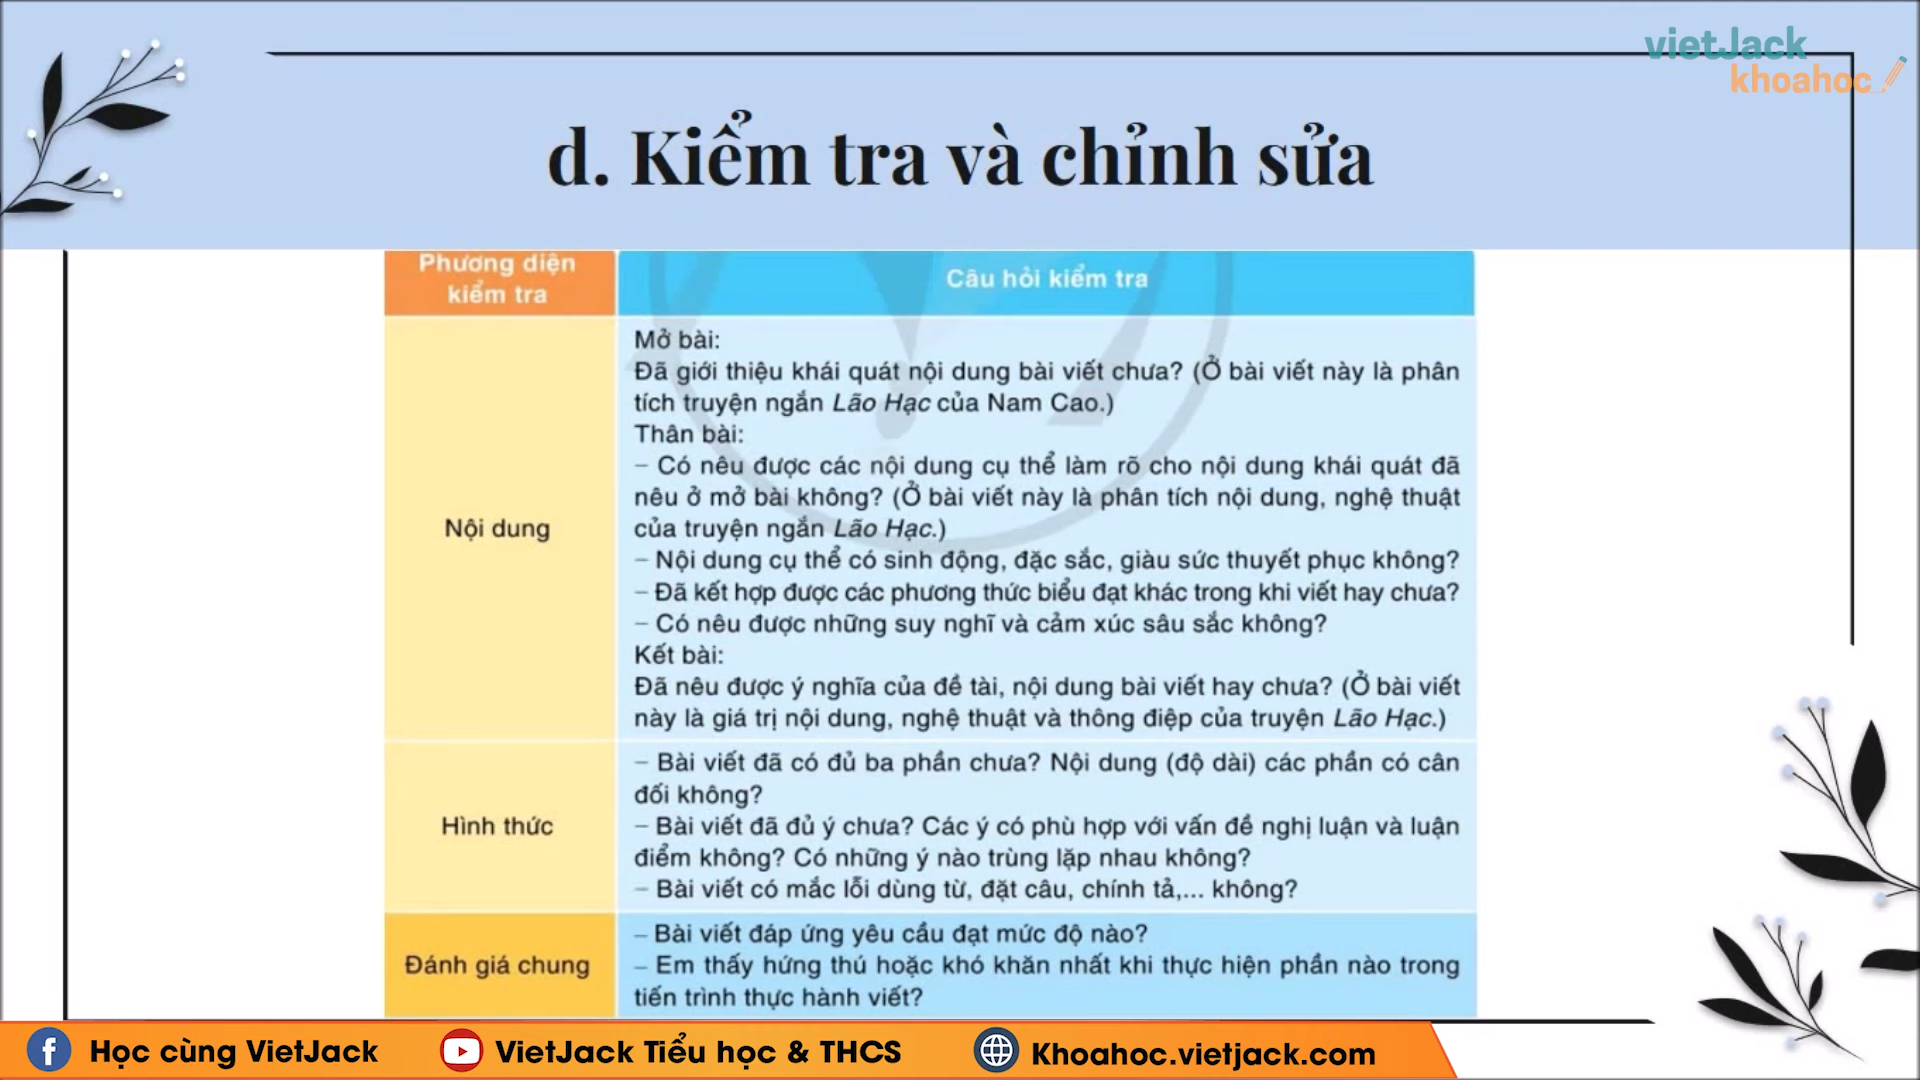 vietJack
khoahoc
d. Kiểm tra và chỉnh sửa
Phương diện
kiểm tra
Câu hỏi kiểm tra
Nội dung
Mở bài:
Đã giới thiệu khái quát nội dung bài viết chưa? (Ở bài viết này là phân
tích truyện ngắn Lão Hạc của Nam Cao.)
Thân bài:
– Có nêu được các nội dung cụ thể làm rõ cho nội dung khái quát đã
nêu ở mở bài không? (Ở bài viết này là phân tích nội dung, nghệ thuật
của truyện ngắn Lão Hạc.)
– Nội dung cụ thể có sinh động, đặc sắc, giàu sức thuyết phục không?
– Đã kết hợp được các phương thức biểu đạt khác trong khi viết hay chưa?
– Có nêu được những suy nghĩ và cảm xúc sâu sắc không?
Kết bài:
Đã nêu được ý nghĩa của đề tài, nội dung bài viết hay chưa? (Ở bài viết
này là giá trị nội dung, nghệ thuật và thông điệp của truyện Lão Hạc.)
Hình thức
– Bài viết đã có đủ ba phần chưa? Nội dung (độ dài) các phần có cân
đối không?
– Bài viết đã đủ ý chưa? Các ý có phù hợp với vấn đề nghị luận và luận
điểm không? Có những ý nào trùng lặp nhau không?
– Bài viết có mắc lỗi dùng từ, đặt câu, chính tả,... không?
Đánh giá chung
– Bài viết đáp ứng yêu cầu đạt mức độ nào?
– Em thấy hứng thú hoặc khó khăn nhất khi thực hiện phần nào trong
tiến trình thực hành viết?
Học cùng VietJack
VietJack Tiểu học & THCS
Khoahoc.vietjack.com